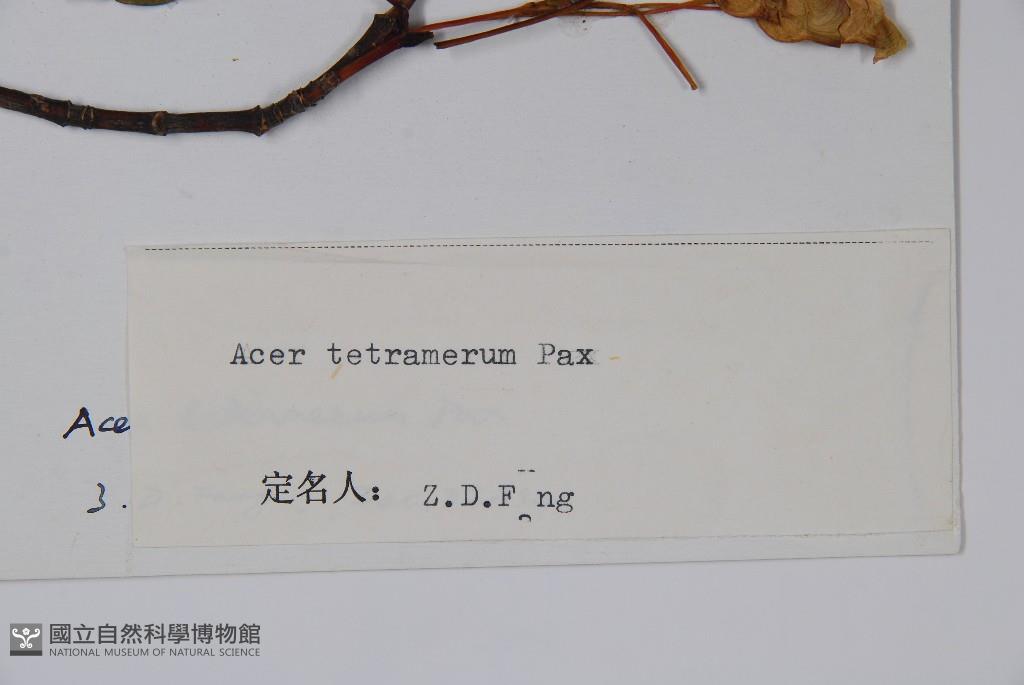 Acer tetramerum Pax
Ace
定名人： Z.D.F ng
3.
國立自然科學博物館
NATIONAL MUSEUM OF NATURAL SCIENCE